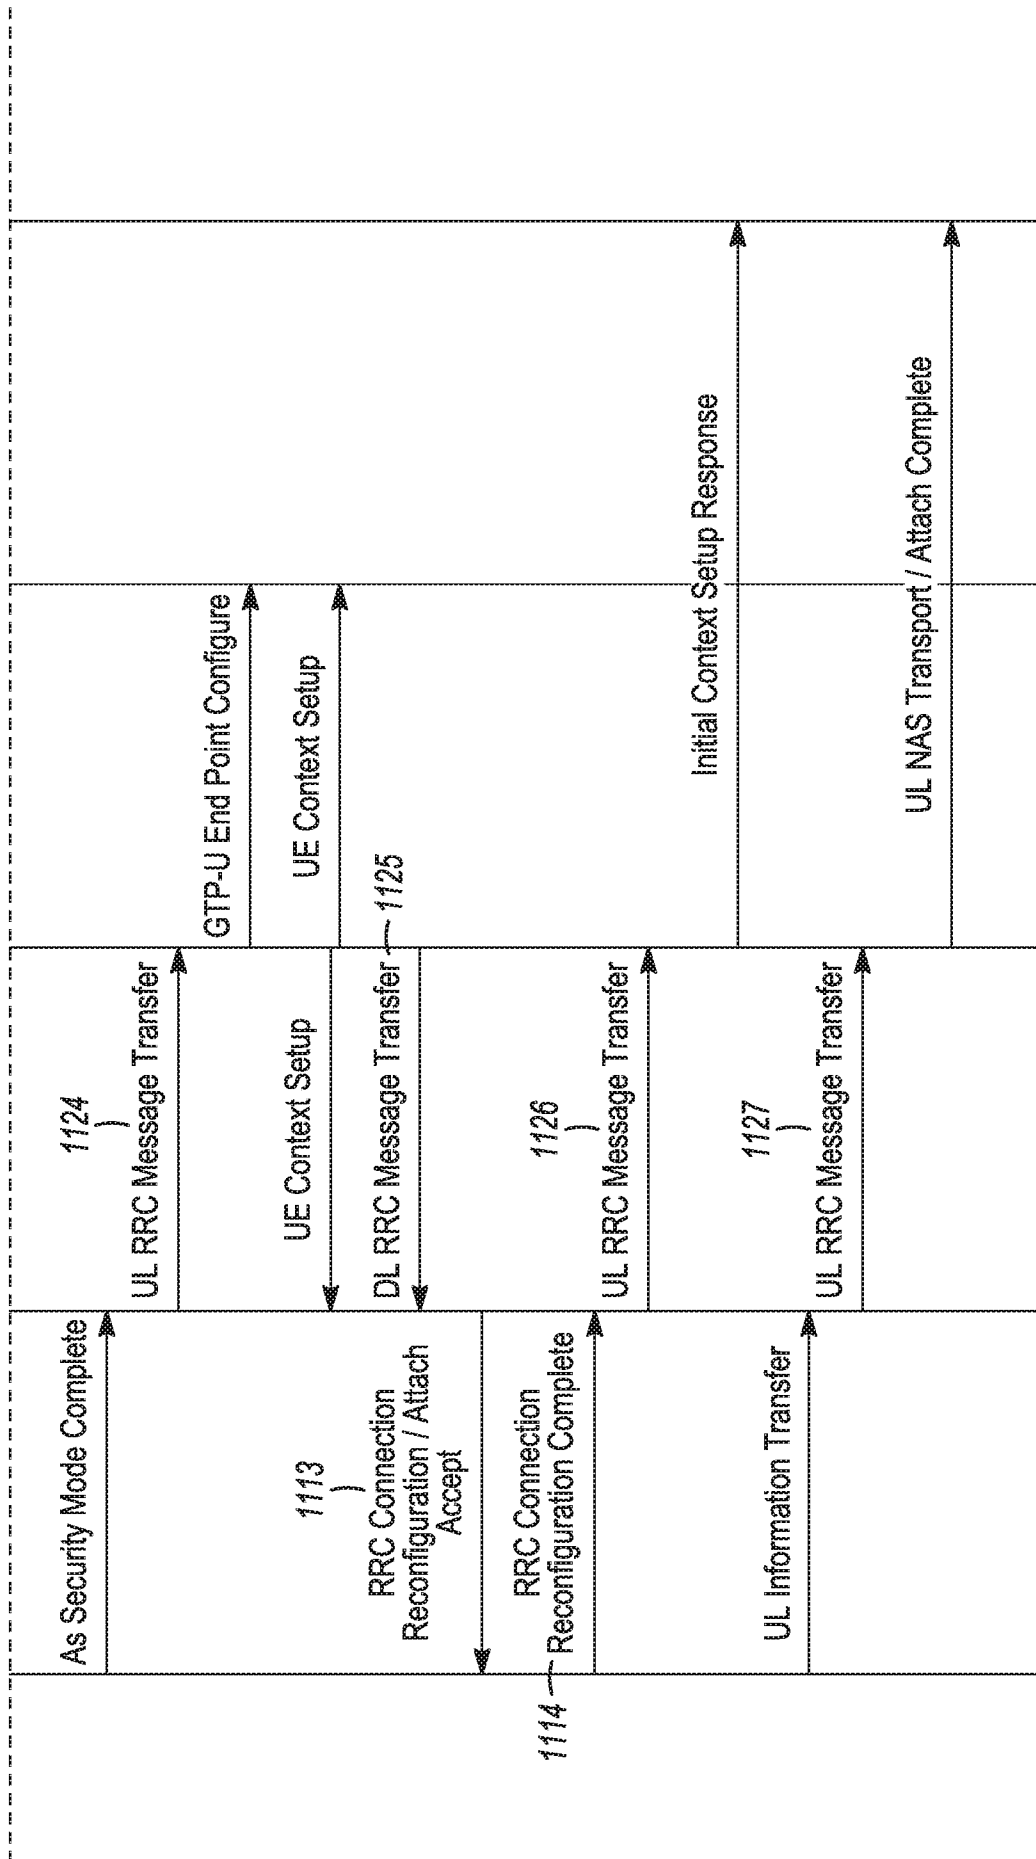 As Security Mode Complete
1124
UL RRC Message Transfer
GTP-U End Point Configure
UE Context Setup
UE Context Setup
DL RRC Message Transfer
1125
1113
RRC Connection
Reconfiguration / Attach
Accept
RRC Connection
Reconfiguration Complete
1114
1126
UL RRC Message Transfer
Initial Context Setup Response
UL Information Transfer
1127
UL RRC Message Transfer
UL NAS Transport / Attach Complete